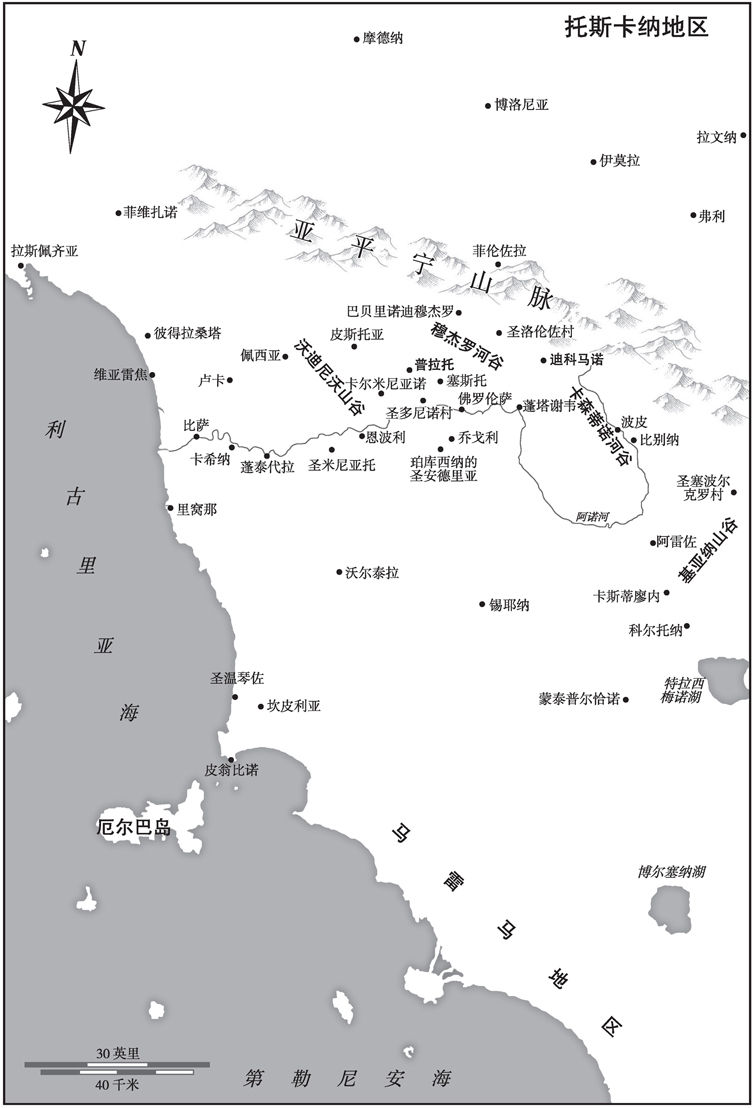 托斯卡纳地区
N
摩德纳
博洛尼亚
拉文纳
伊莫拉
菲维扎诺
弗利
亚平宁山脉
拉斯佩齐亚
菲伦佐拉
巴贝里诺迪穆杰罗
彼得拉桑塔
皮斯托亚
穆杰罗河谷
圣洛伦佐村
佩西亚
沃迪尼沃山谷
普拉托
迪科马诺
维亚雷焦
卢卡
卡尔米尼亚诺
塞斯托
佛罗伦萨
蓬塔谢韦
卡森蒂诺河谷
圣多尼诺村
波皮
比萨
恩波利
乔戈利
比别纳
卡希纳
蓬泰代拉
圣米尼亚托
珀库西纳的
圣安德里亚
圣塞波尔
克罗村
里窝那
阿诺河
阿雷佐
基亚纳山谷
沃尔泰拉
锡耶纳
卡斯蒂廖内
科尔托纳
利古里亚海
圣温琴佐
坎皮利亚
蒙泰普尔恰诺
特拉西
梅诺湖
皮翁比诺
厄尔巴岛
马雷马地区
博尔塞纳湖
30 英里
40 千米
第勒尼安海